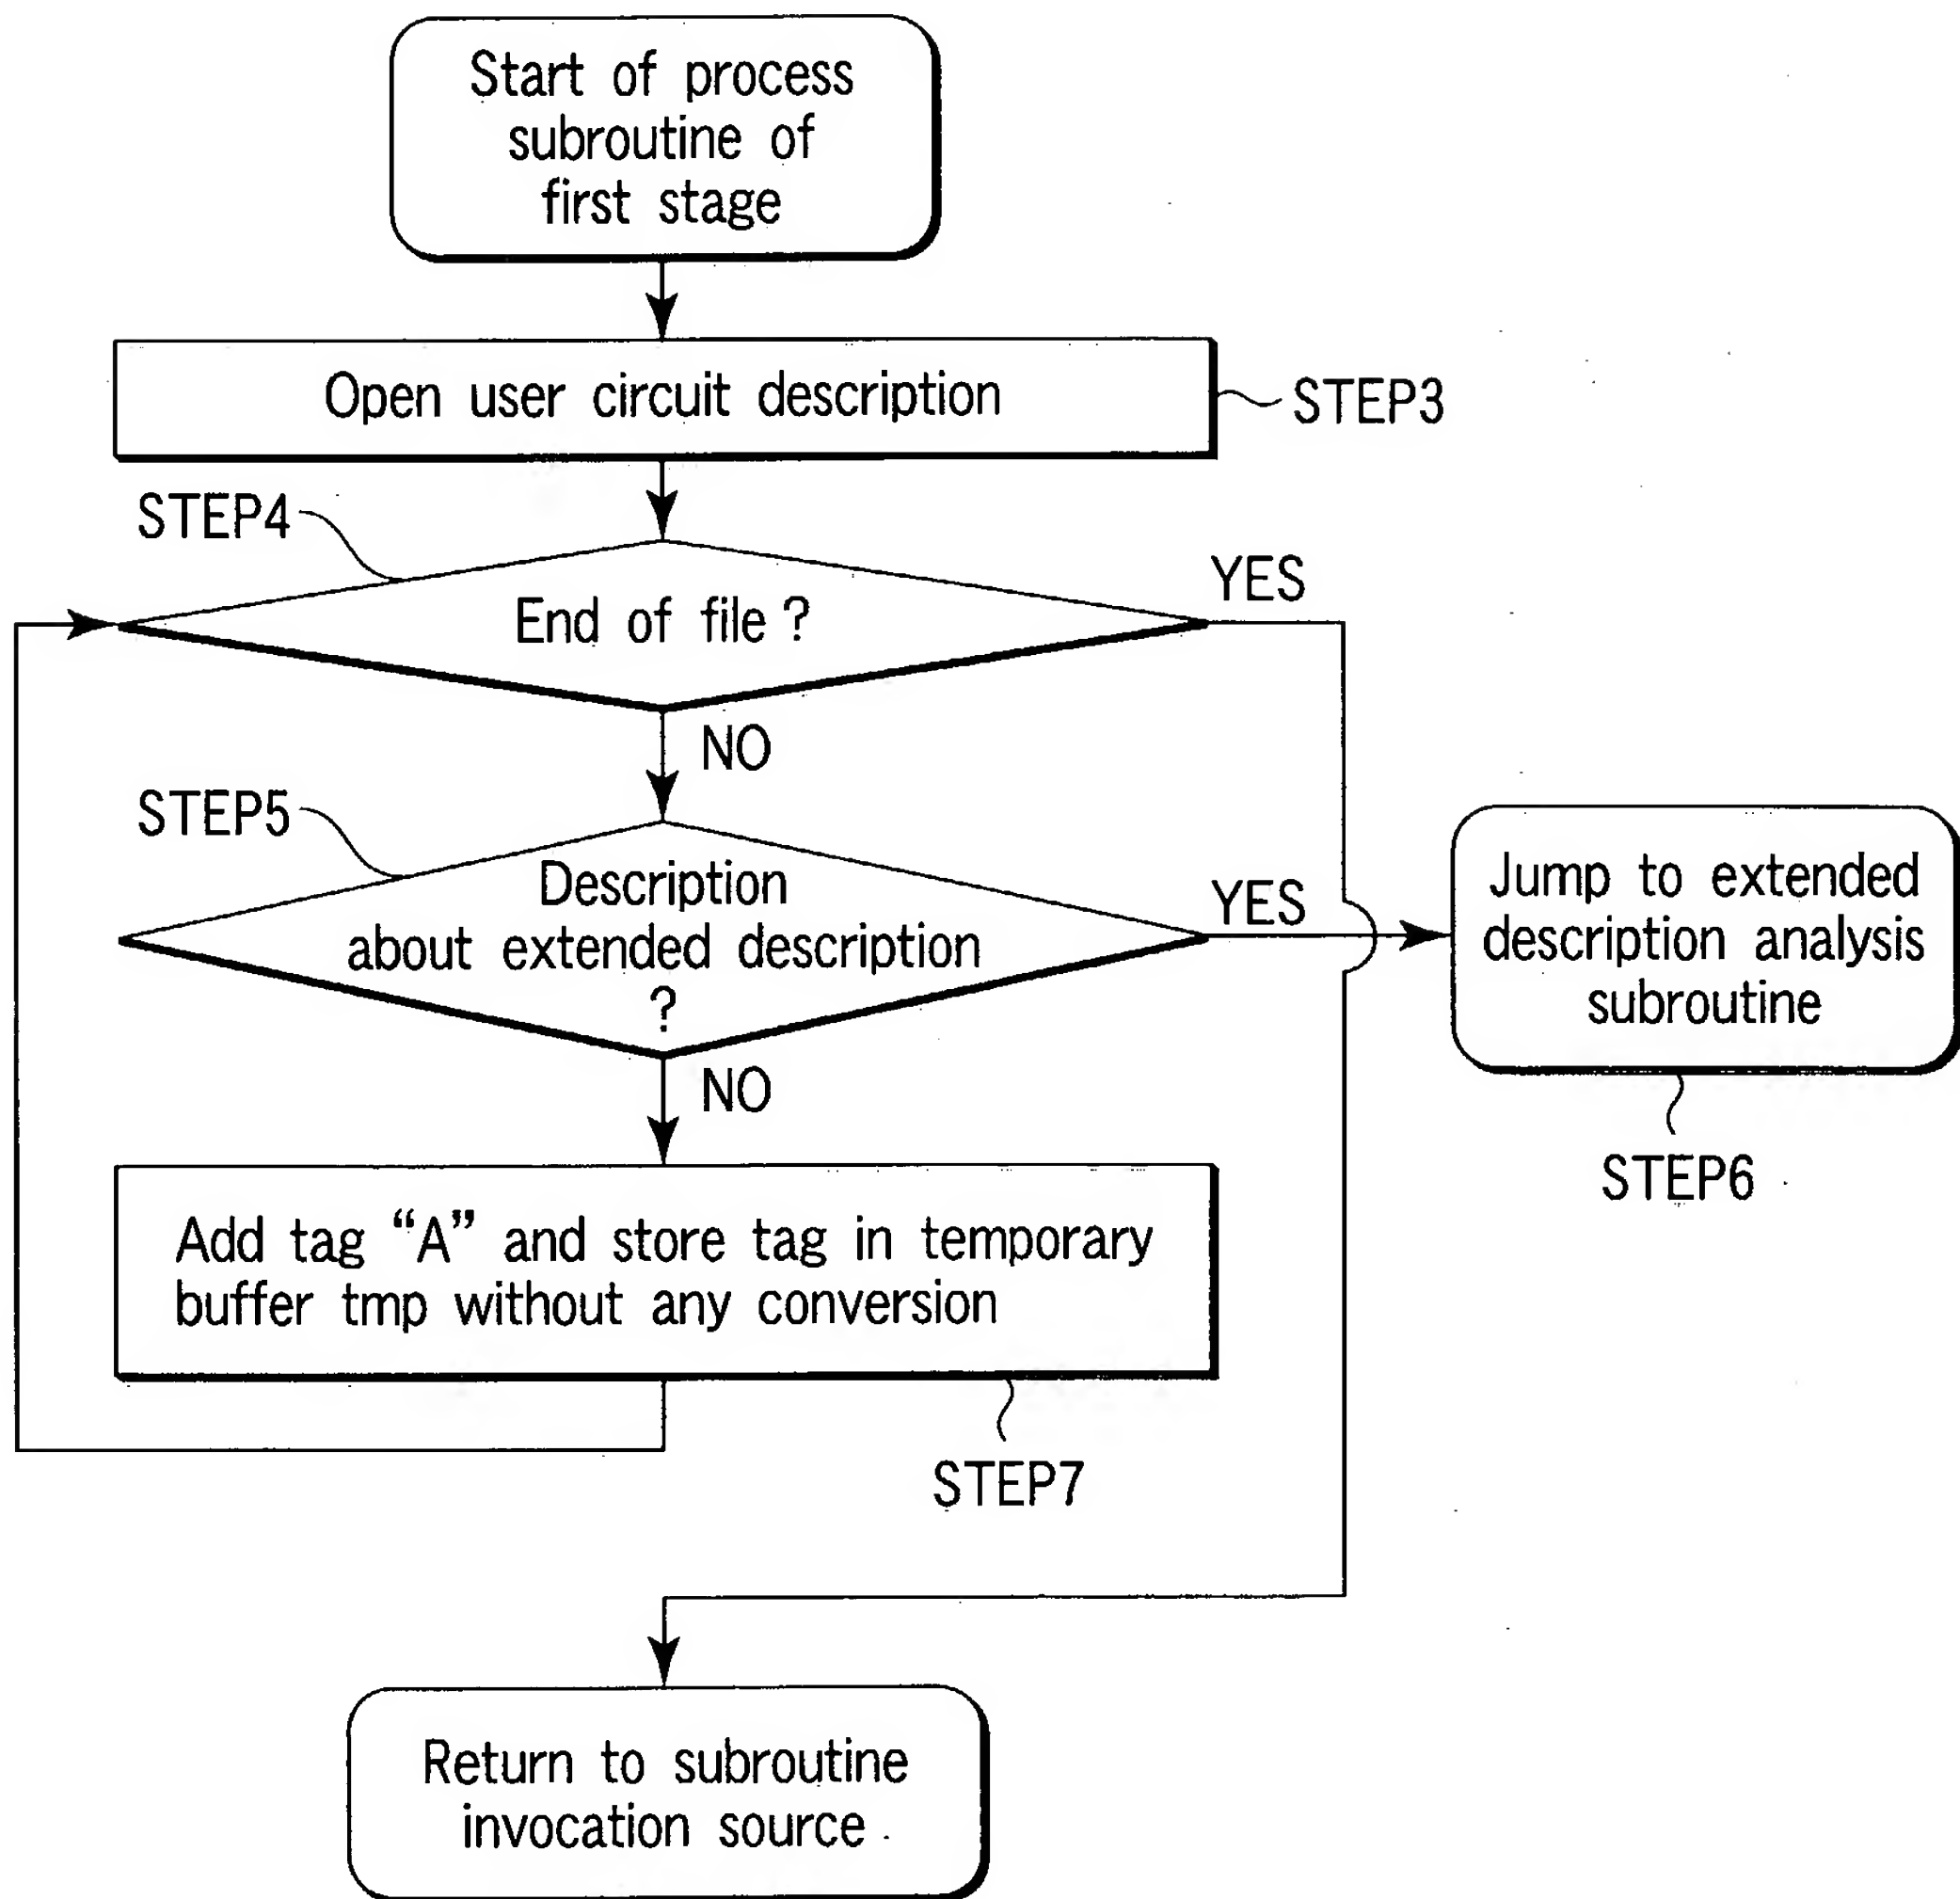 Start of process
subroutine of
first stage
Open user circuit description
STEP3
STEP4
End of file?
YES
NO
STEP5
Description
about extended description
?
YES
Jump to extended
description analysis
subroutine
STEP6
NO
Add tag “A” and store tag in temporary
buffer tmp without any conversion
STEP7
Return to subroutine
invocation source